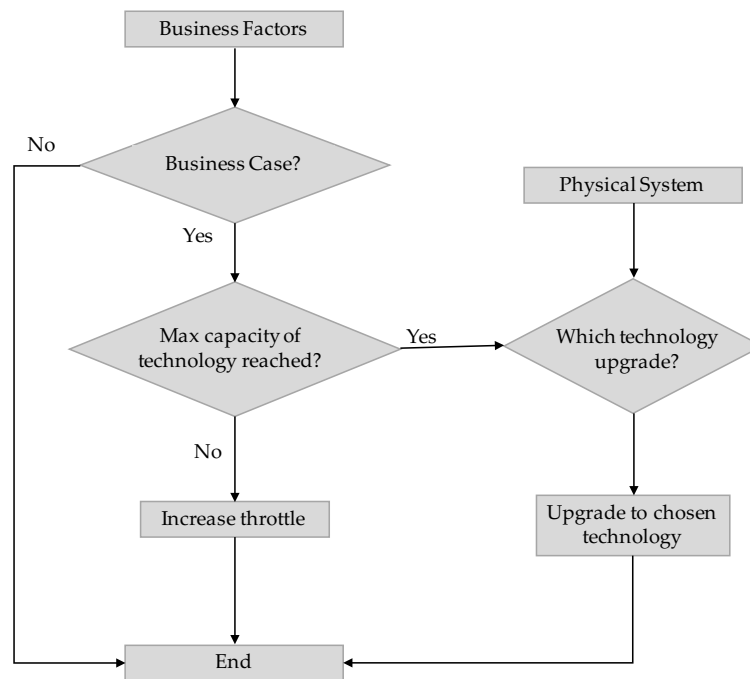 Business Factors
No
Business Case?
Physical System
Yes
Max capacity of
technology reached?
Yes
Which technology
upgrade?
No
Increase throttle
Upgrade to chosen
technology
End